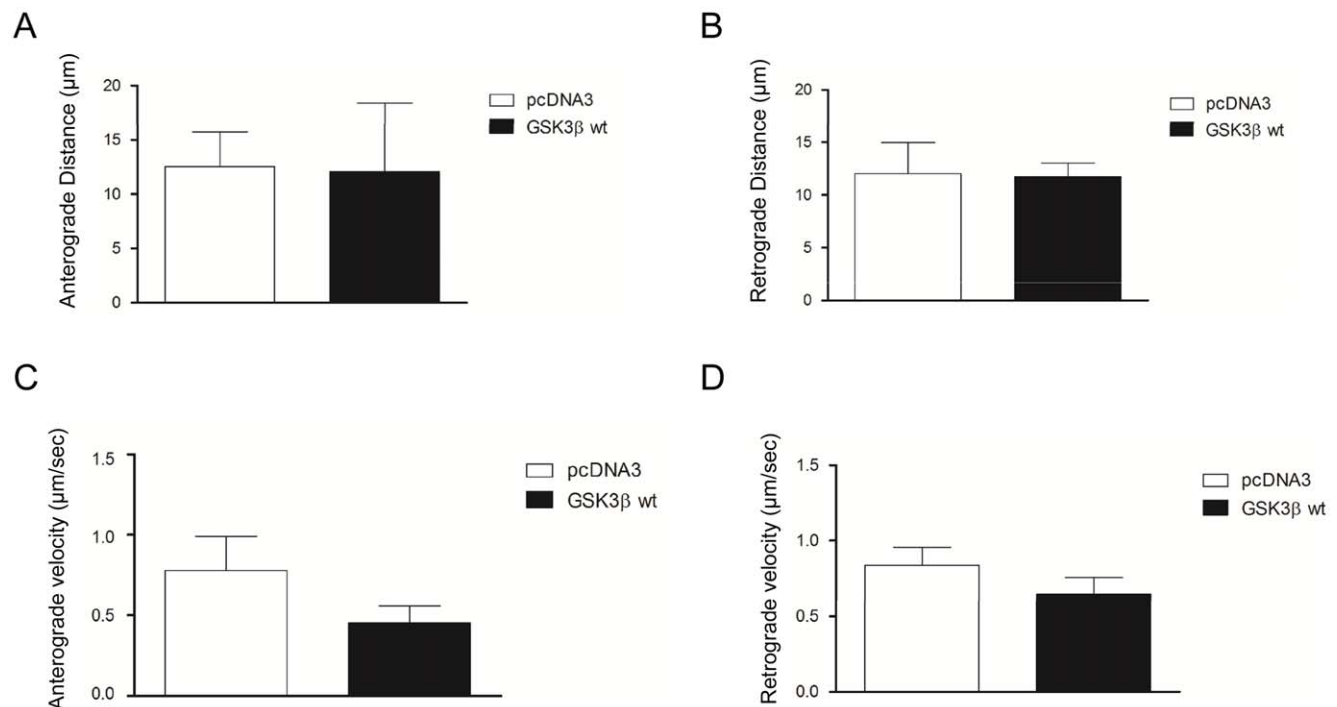 A
Anterograde Distance (μm)
20
15
10
5
0
pcDNA3
GSK3β wt
B
Retrograde Distance (μm)
20
15
10
5
0
pcDNA3
GSK3β wt
C
Anterograde velocity (μm/sec)
1.5
1.0
0.5
0.0
pcDNA3
GSK3β wt
D
Retrograde velocity (μm/sec)
1.5
1.0
0.5
0.0
pcDNA3
GSK3β wt